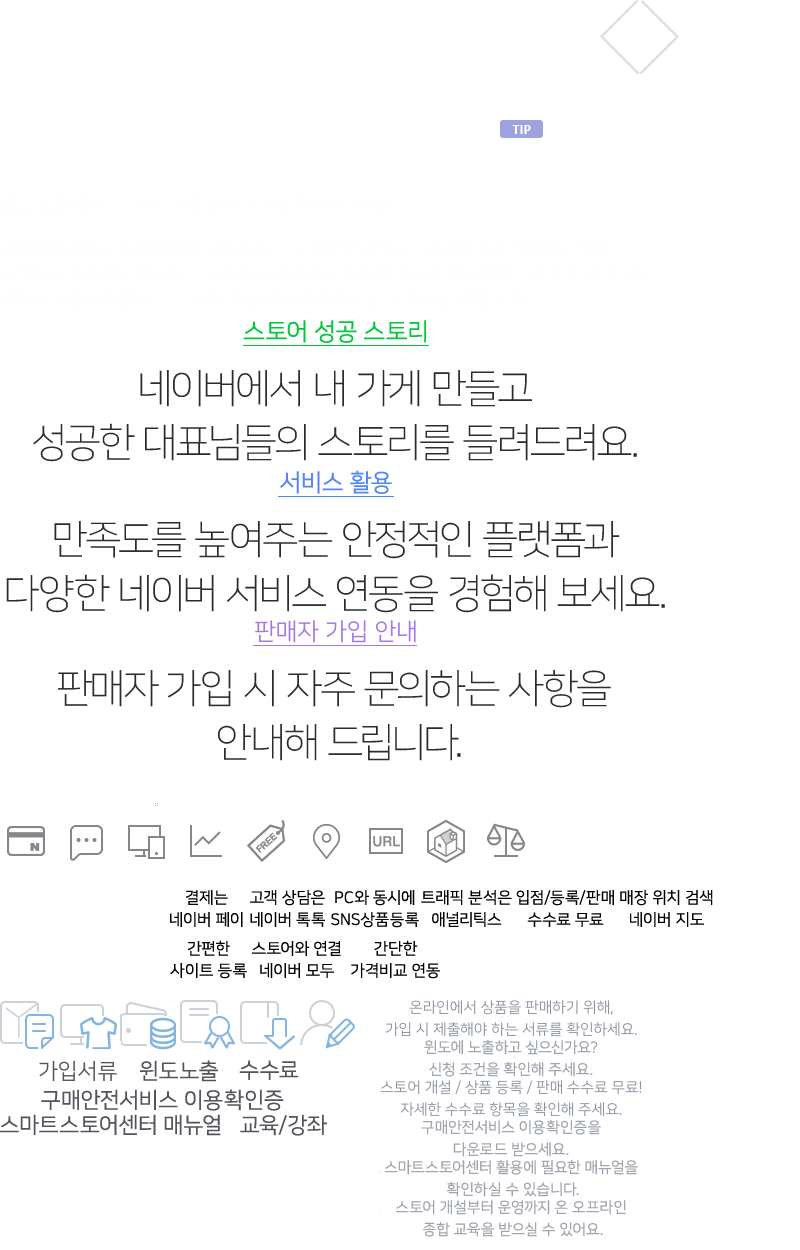 TIP
스토어 성공 스토리
네이버에서 내 가게 만들고
성공한 대표님들의 스토리를 들려드려요.
서비스 활용
만족도를 높여주는 안정적인 플랫폼과
다양한 네이버 서비스 연동을 경험해 보세요.
판매자 가입 안내
판매자 가입 시 자주 문의하는 사항을
안내해 드립니다.
N
FREE
URL
결제는 고객 상담은 PC와 동시에 트래픽 분석은 입점/등록/판매 매장 위치 검색
네이버 페이 네이버 톡톡 SNS상품등록 애널리틱스 수수료 무료 네이버 지도
간편한 스토어와 연결 간단한
사이트 등록 네이버 모두 가격비교 연동
가입서류 윈도노출 수수료
구매안전서비스 이용확인증
스마트스토어센터 매뉴얼 교육/강좌
온라인에서 상품을 판매하기 위해,
가입 시 제출해야 하는 서류를 확인하세요.
윈도에 노출하고 싶으신가요?
신청 조건을 확인해 주세요.
스토어 개설 / 상품 등록 / 판매 수수료 무료!
자세한 수수료 항목을 확인해 주세요.
구매안전서비스 이용확인증을
다운로드 받으세요.
스마트스토어센터 활용에 필요한 매뉴얼을
확인하실 수 있습니다.
스토어 개설부터 운영까지 온 오프라인
종합 교육을 받으실 수 있어요.